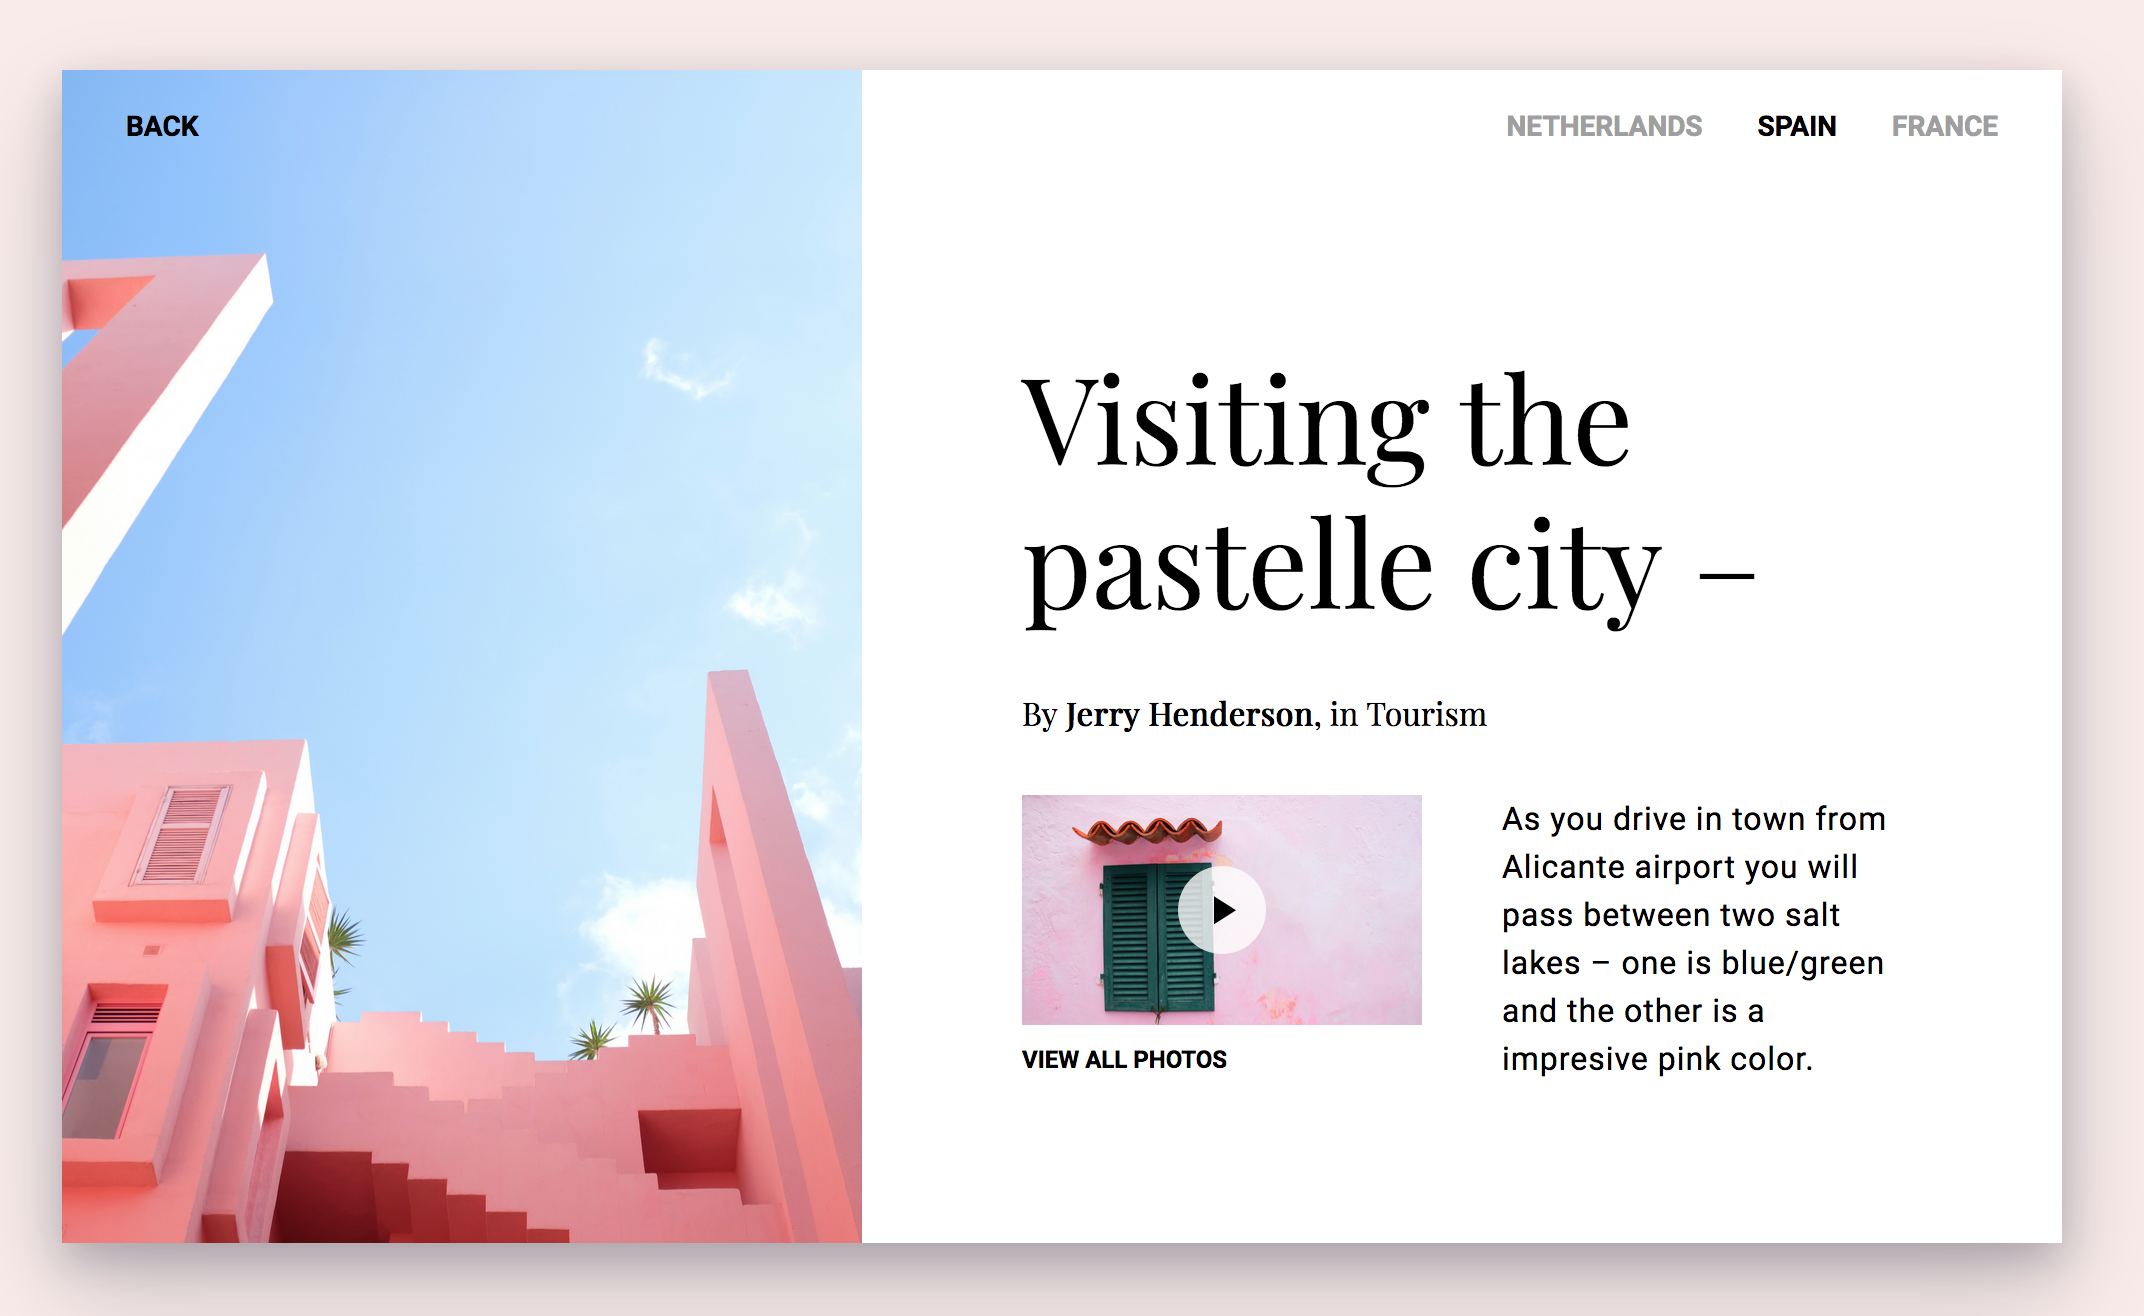 BACK
NETHERLANDS SPAIN FRANCE
Visiting the
pastelle city –
By Jerry Henderson, in Tourism
VIEW ALL PHOTOS
As you drive in town from
Alicante airport you will
pass between two salt
lakes – one is blue/green
and the other is a
impresive pink color.